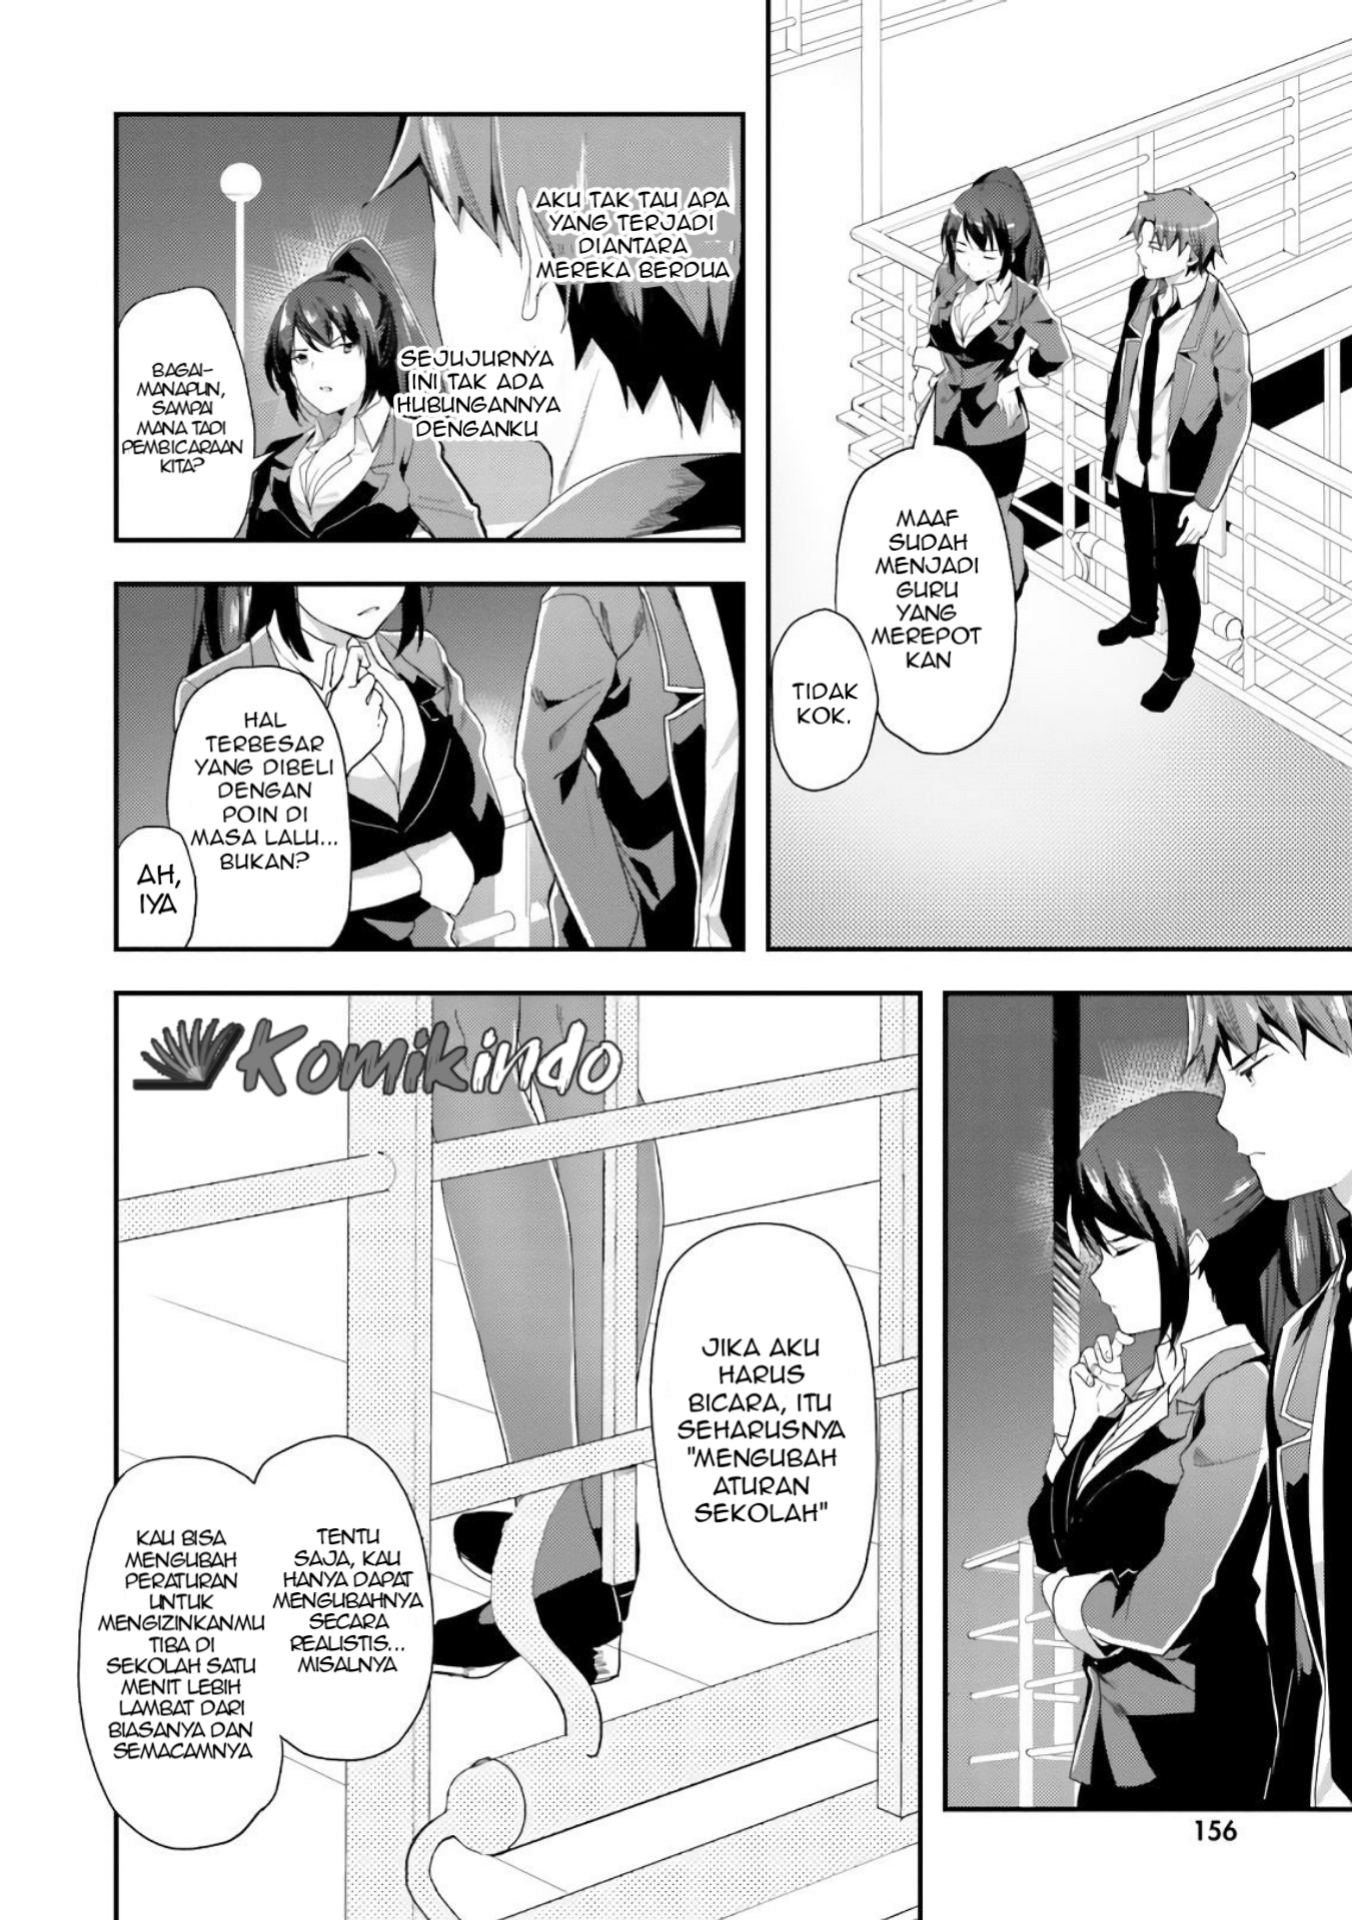 MAAF
SUDAH
MENJADI
GURU
YANG
MEREPOT
KAN
TIDAK
KOK.
AKU TAK TAU APA
YANG TERJADI
DIANTARA
MEREKA BERDUA
SEJUJURNYA
INI TAK ADA
HUBUNGANNYA
DENGANKU
BAGAI-
MANAPUN,
SAMPAI
MANA TADI
PEMBICARAAN
KITA?
HAL
TERBESAR
YANG DIBELI
DENGAN
POIN DI
MASA LALU...
BUKAN?
AH,
IYA
Komikindo
JIKA AKU
HARUS
BICARA, ITU
SEHARUSNYA
"MENGUBAH
ATURAN
SEKOLAH"
TENTU
SAJA, KAU
HANYA DAPAT
MENGUBAHNYA
SECARA
REALISTIS...
MISALNYA
KAU BISA
MENGUBAH
PERATURAN
UNTUK
MENGIZINKANMU
TIBA DI
SEKOLAH SATU
MENIT LEBIH
LAMBAT DARI
BIASANYA DAN
SEMACAMNYA
156